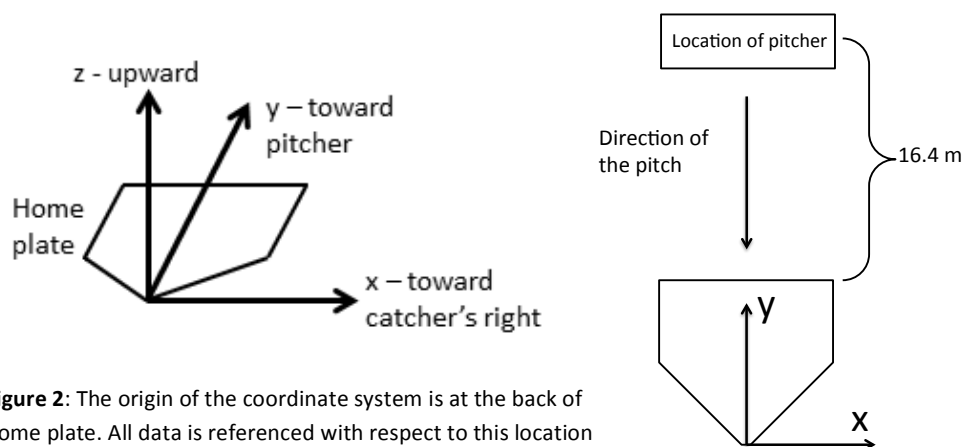 z - upward
y – toward
pitcher
Home
plate
x – toward
catcher's right
igure 2: The origin of the coordinate system is at the back of
ome plate. All data is referenced with respect to this location
Location of pitcher
Direction of
the pitch
16.4 m
y
x